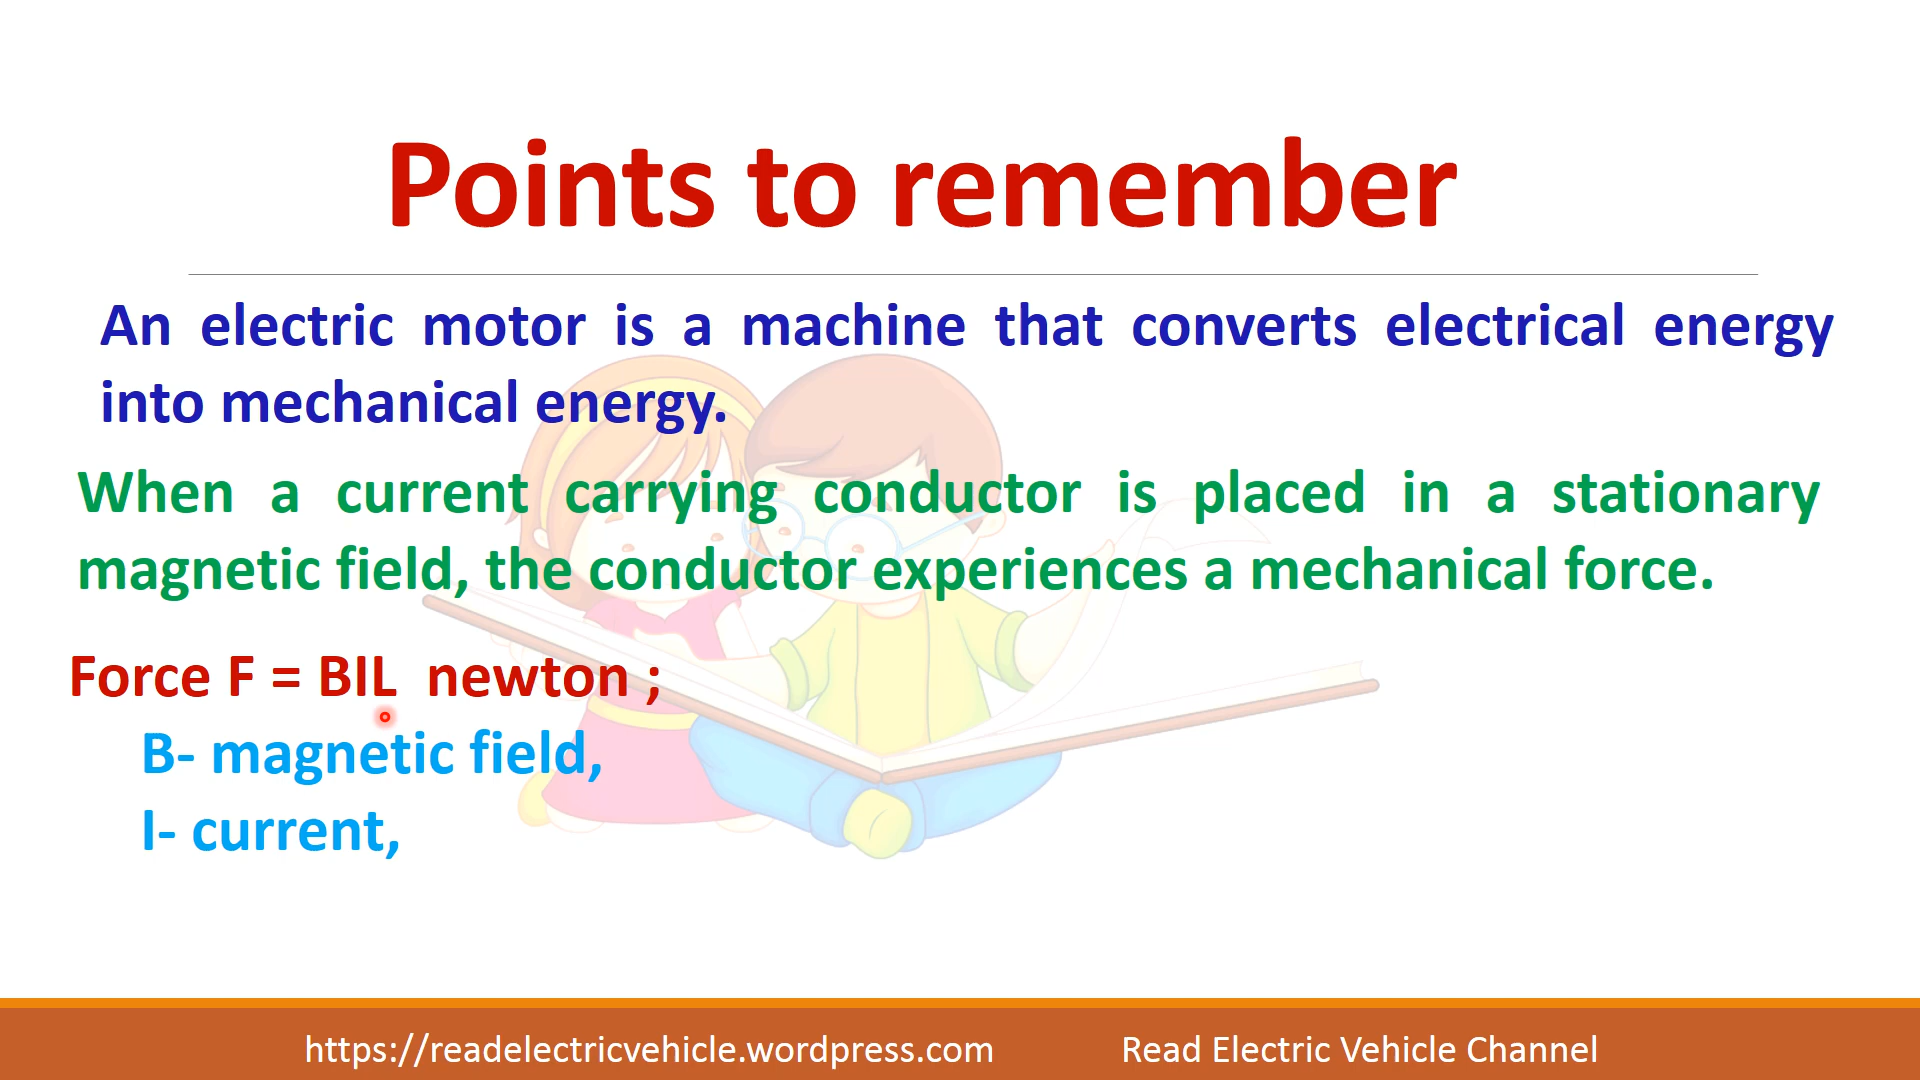 Points to remember
An electric motor is a machine that converts electrical energy
into mechanical energy.
When a current carrying conductor is placed in a stationary
magnetic field, the conductor experiences a mechanical force.
Force F = BIL newton ;
B- magnetic field,
I- current,
https://readelectricvehicle.wordpress.com Read Electric Vehicle Channel